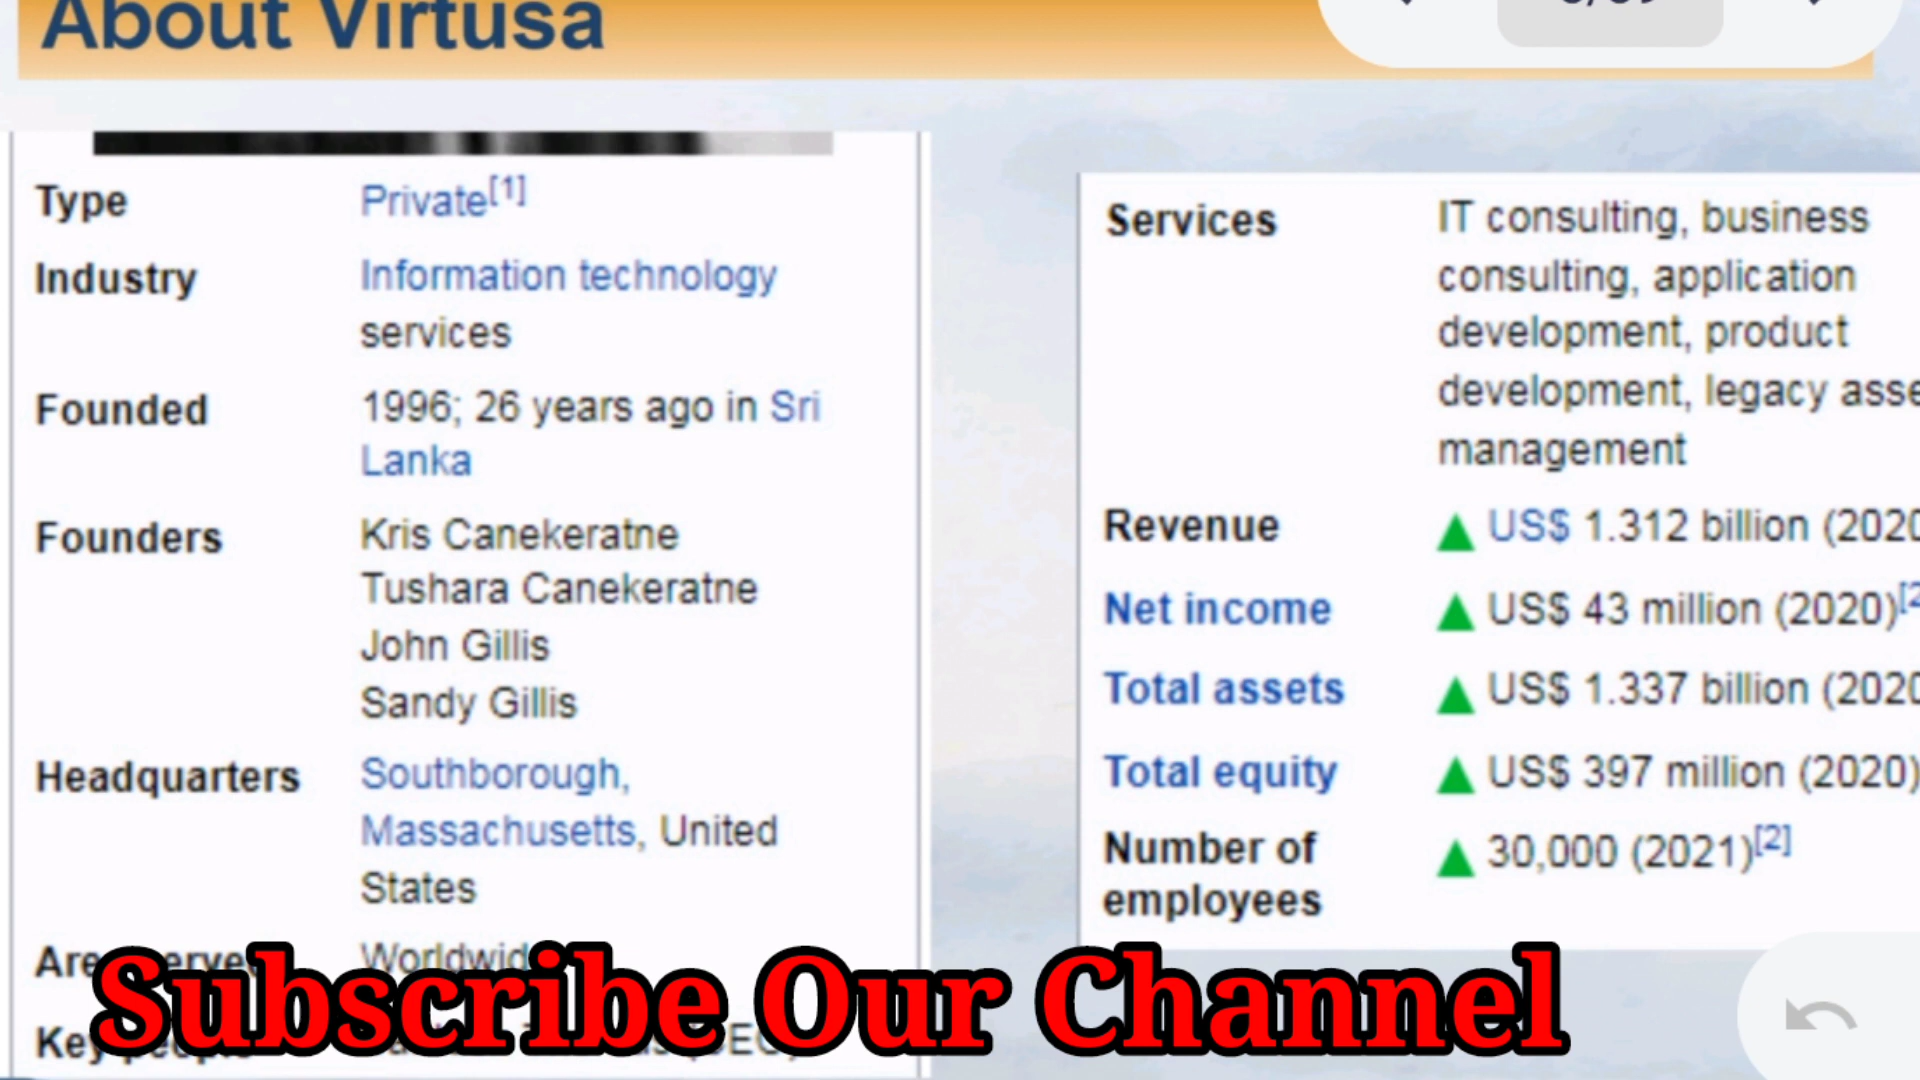 About Virtusa
Type Private[1]
Industry Information technology
services
Founded 1996; 26 years ago in Sri
Lanka
Founders Kris Canekeratne
Tushara Canekeratne
John Gillis
Sandy Gillis
Headquarters Southborough,
Massachusetts, United
States
Services IT consulting, business
consulting, application
development, product
development, legacy asse
management
Revenue ▲ US$ 1.312 billion (2020
Net income ▲ US$ 43 million (2020)[2
Total assets ▲ US$ 1.337 billion (2020
Total equity ▲ US$ 397 million (2020)
Number of
employees ▲ 30,000 (2021)[2]
Subscribe Our Channel